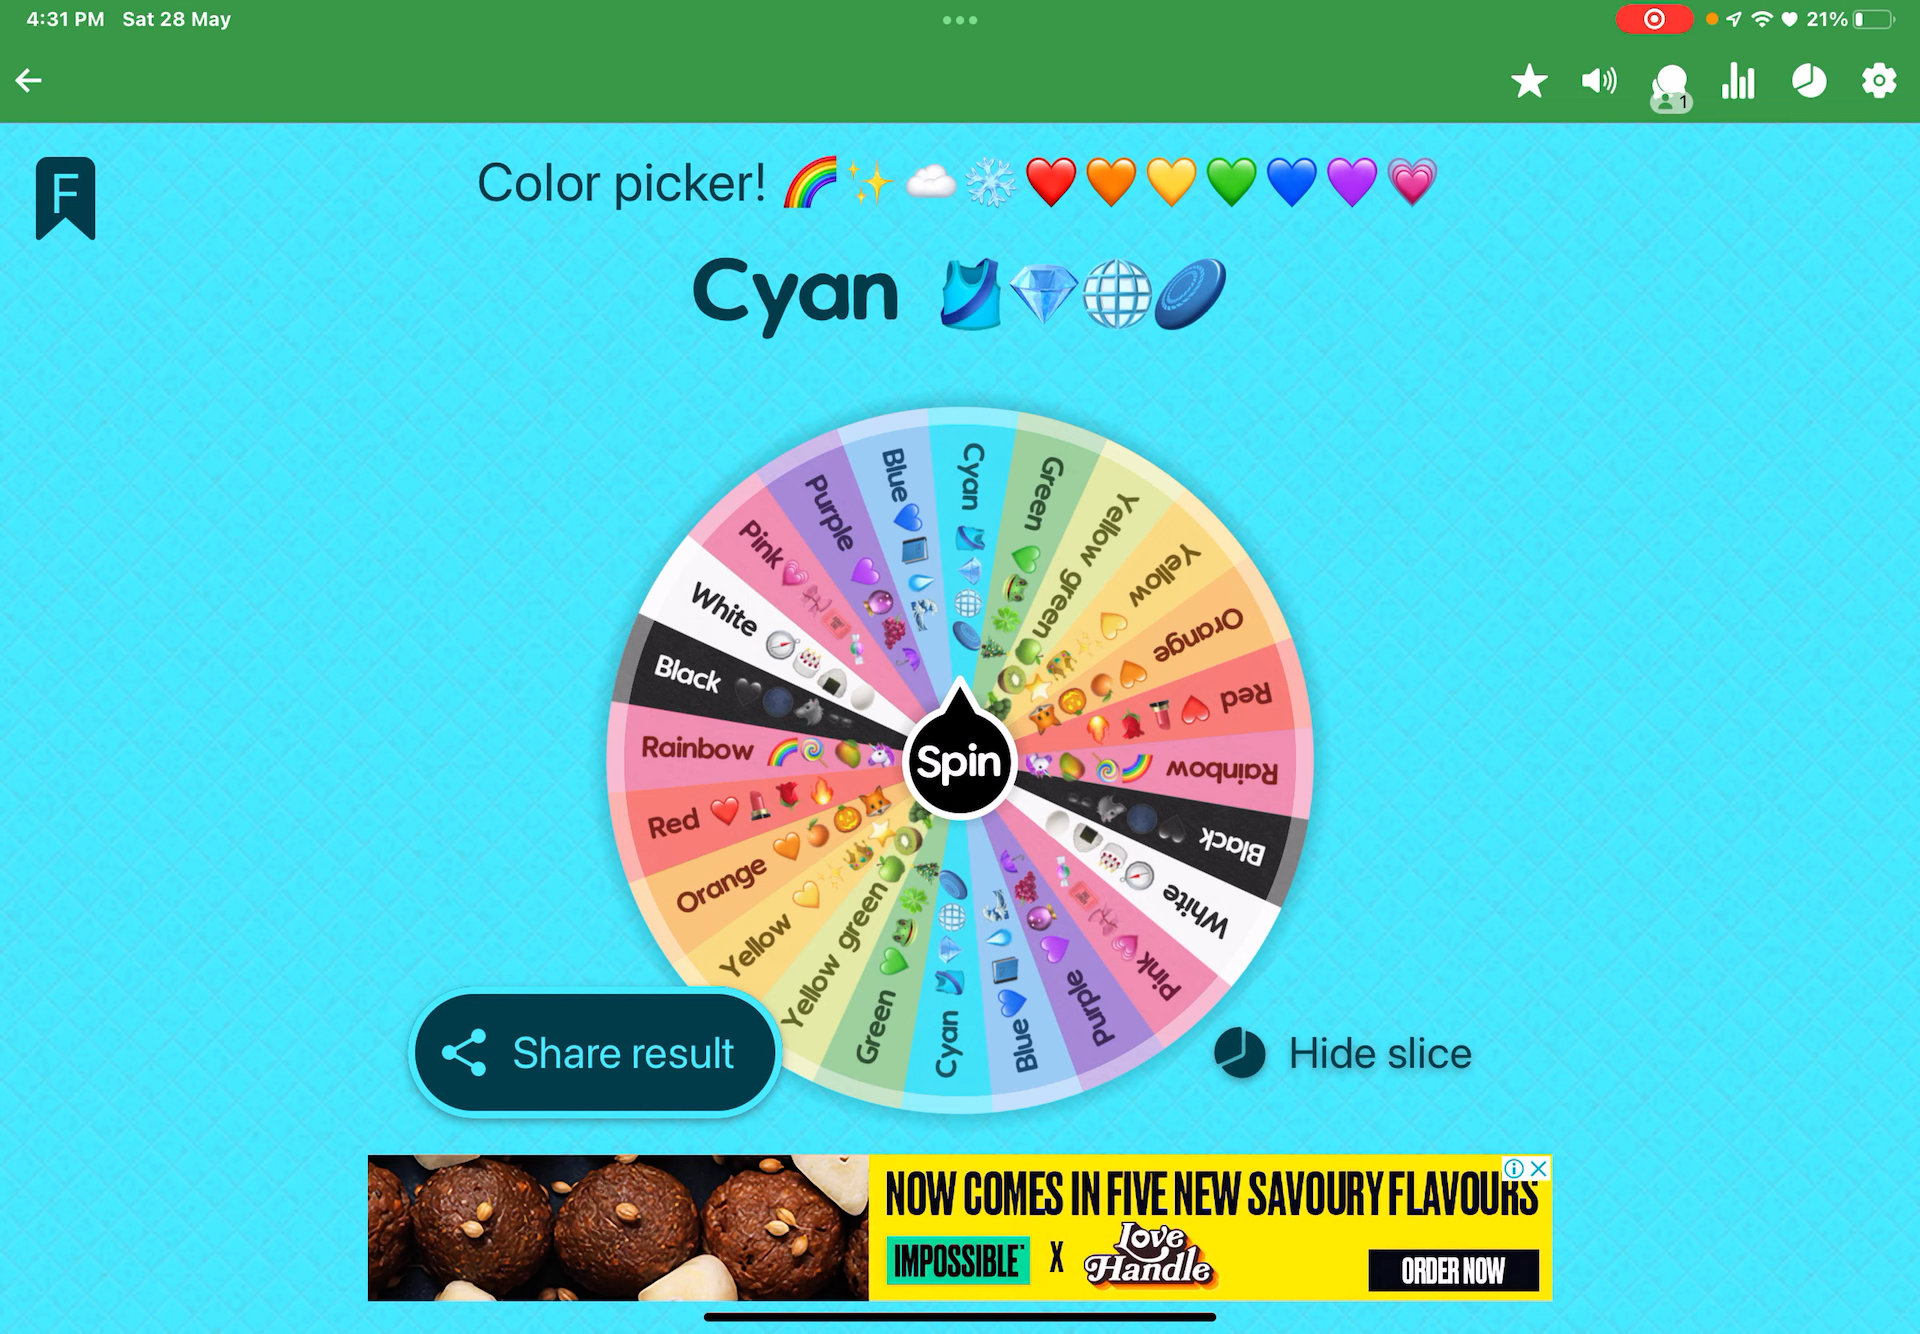 4:31 PM Sat 28 May
21%
1
F
Color picker! 🌈✨☁️❄️❤️🧡💛💚💙💜💗
Cyan 🎽💎🌐🥏
Cyan 🎽💎🌐🥏
Green 💚
Yellow green
Yellow 💛
Orange 🧡
Red ❤️
Rainbow 🌈🍭🥭🦄
Black 🖤
White
Pink 💗
Purple 💜
Blue 💙
Cyan 🎽💎🌐🥏
Green 💚
Yellow green
Yellow 💛
Orange 🧡
Red ❤️
Rainbow 🌈🍭🥭🦄
Black 🖤
White
Pink 💗
Purple 💜
Blue 💙
Spin
Share result
Hide slice
NOW COMES IN FIVE NEW SAVOURY FLAVOURS
IMPOSSIBLE™ X Love Handle
ORDER NOW